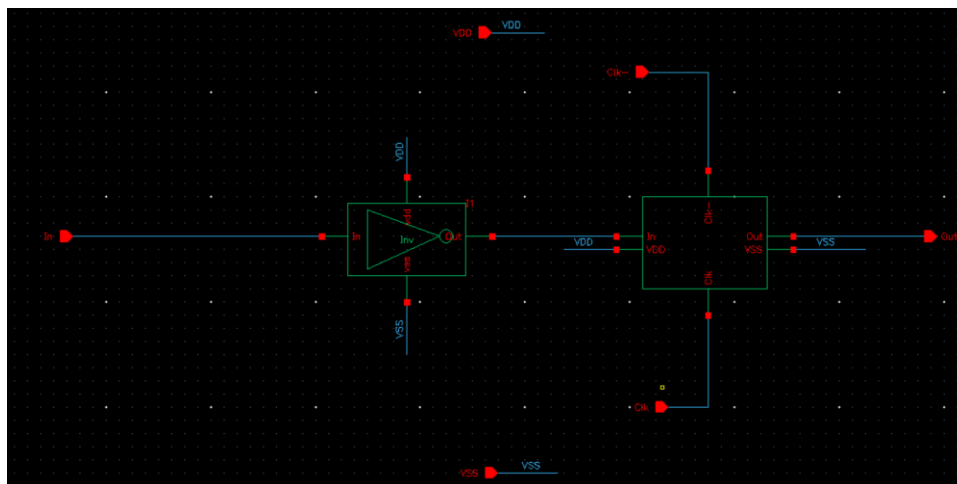 VDD VDD
Clk-
VDD
I1
vdd Clk-
In In Inv Out In Out Out
VDD VDD VSS VSS
vss Clk
VSS
Clk
VSS VSS